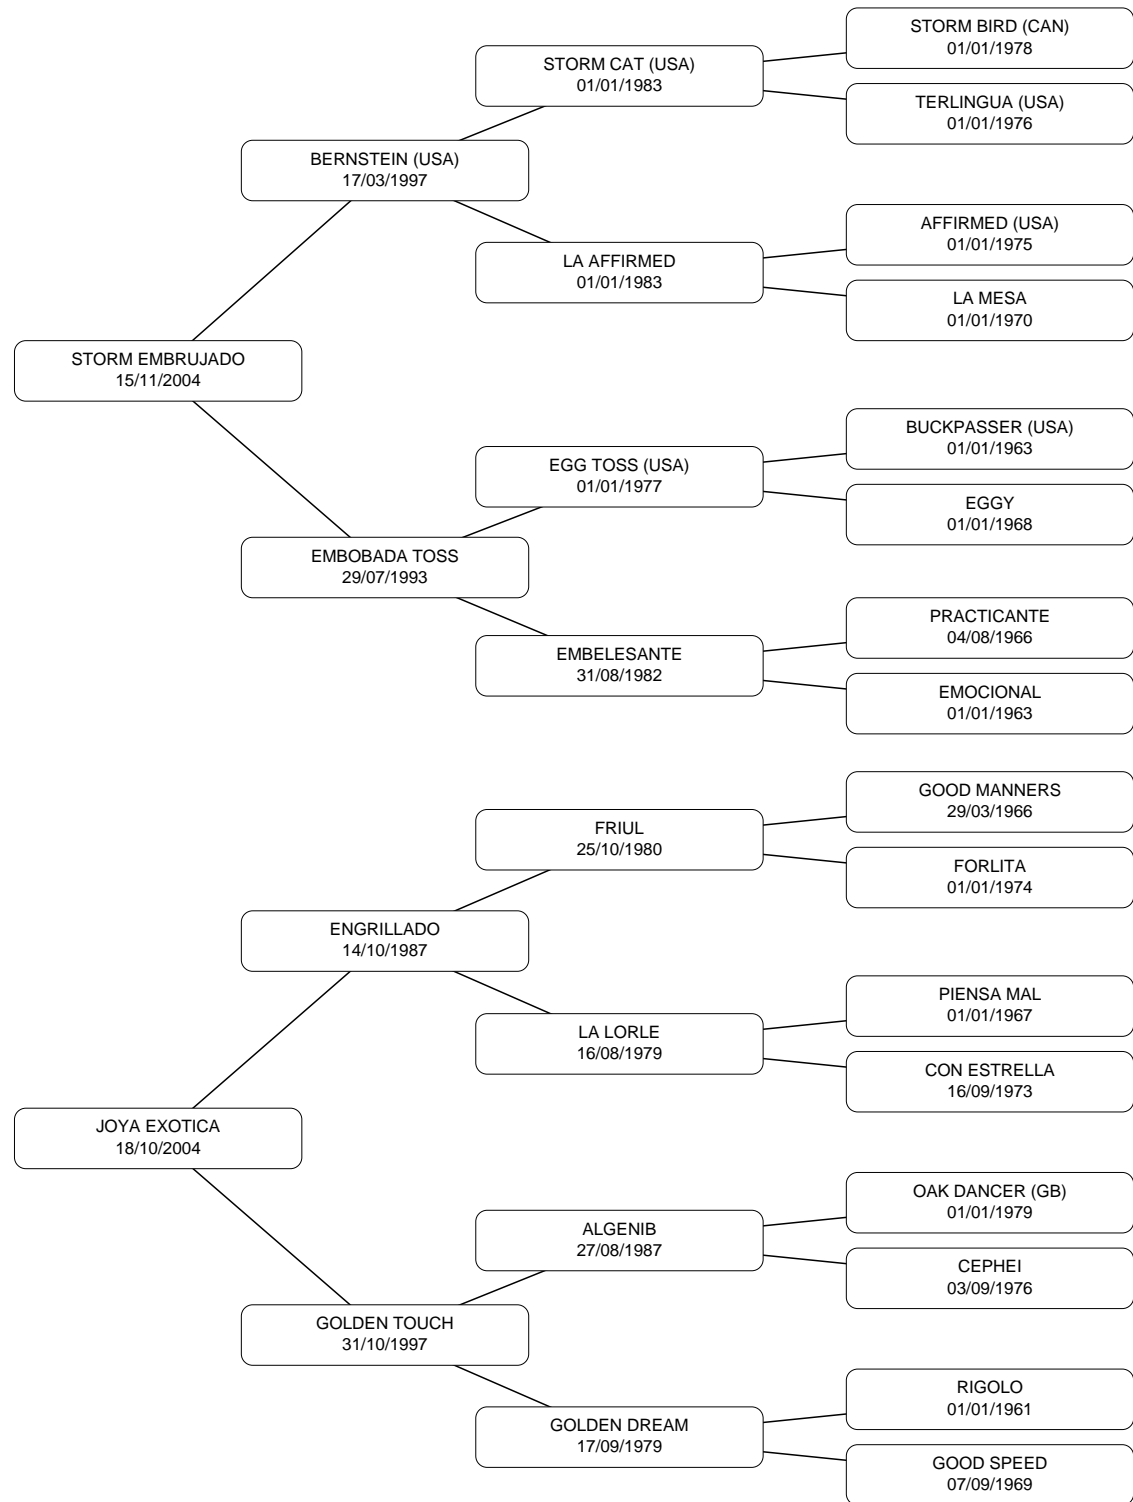 STORM BIRD (CAN)
01/01/1978
STORM CAT (USA)
01/01/1983
TERLINGUA (USA)
01/01/1976
BERNSTEIN (USA)
17/03/1997
AFFIRMED (USA)
01/01/1975
LA AFFIRMED
01/01/1983
LA MESA
01/01/1970
STORM EMBRUJADO
15/11/2004
BUCKPASSER (USA)
01/01/1963
EGG TOSS (USA)
01/01/1977
EGGY
01/01/1968
EMBOBADA TOSS
29/07/1993
PRACTICANTE
04/08/1966
EMBELESANTE
31/08/1982
EMOCIONAL
01/01/1963
GOOD MANNERS
29/03/1966
FRIUL
25/10/1980
FORLITA
01/01/1974
ENGRILLADO
14/10/1987
PIENSA MAL
01/01/1967
LA LORLE
16/08/1979
CON ESTRELLA
16/09/1973
JOYA EXOTICA
18/10/2004
OAK DANCER (GB)
01/01/1979
ALGENIB
27/08/1987
CEPHEI
03/09/1976
GOLDEN TOUCH
31/10/1997
RIGOLO
01/01/1961
GOLDEN DREAM
17/09/1979
GOOD SPEED
07/09/1969